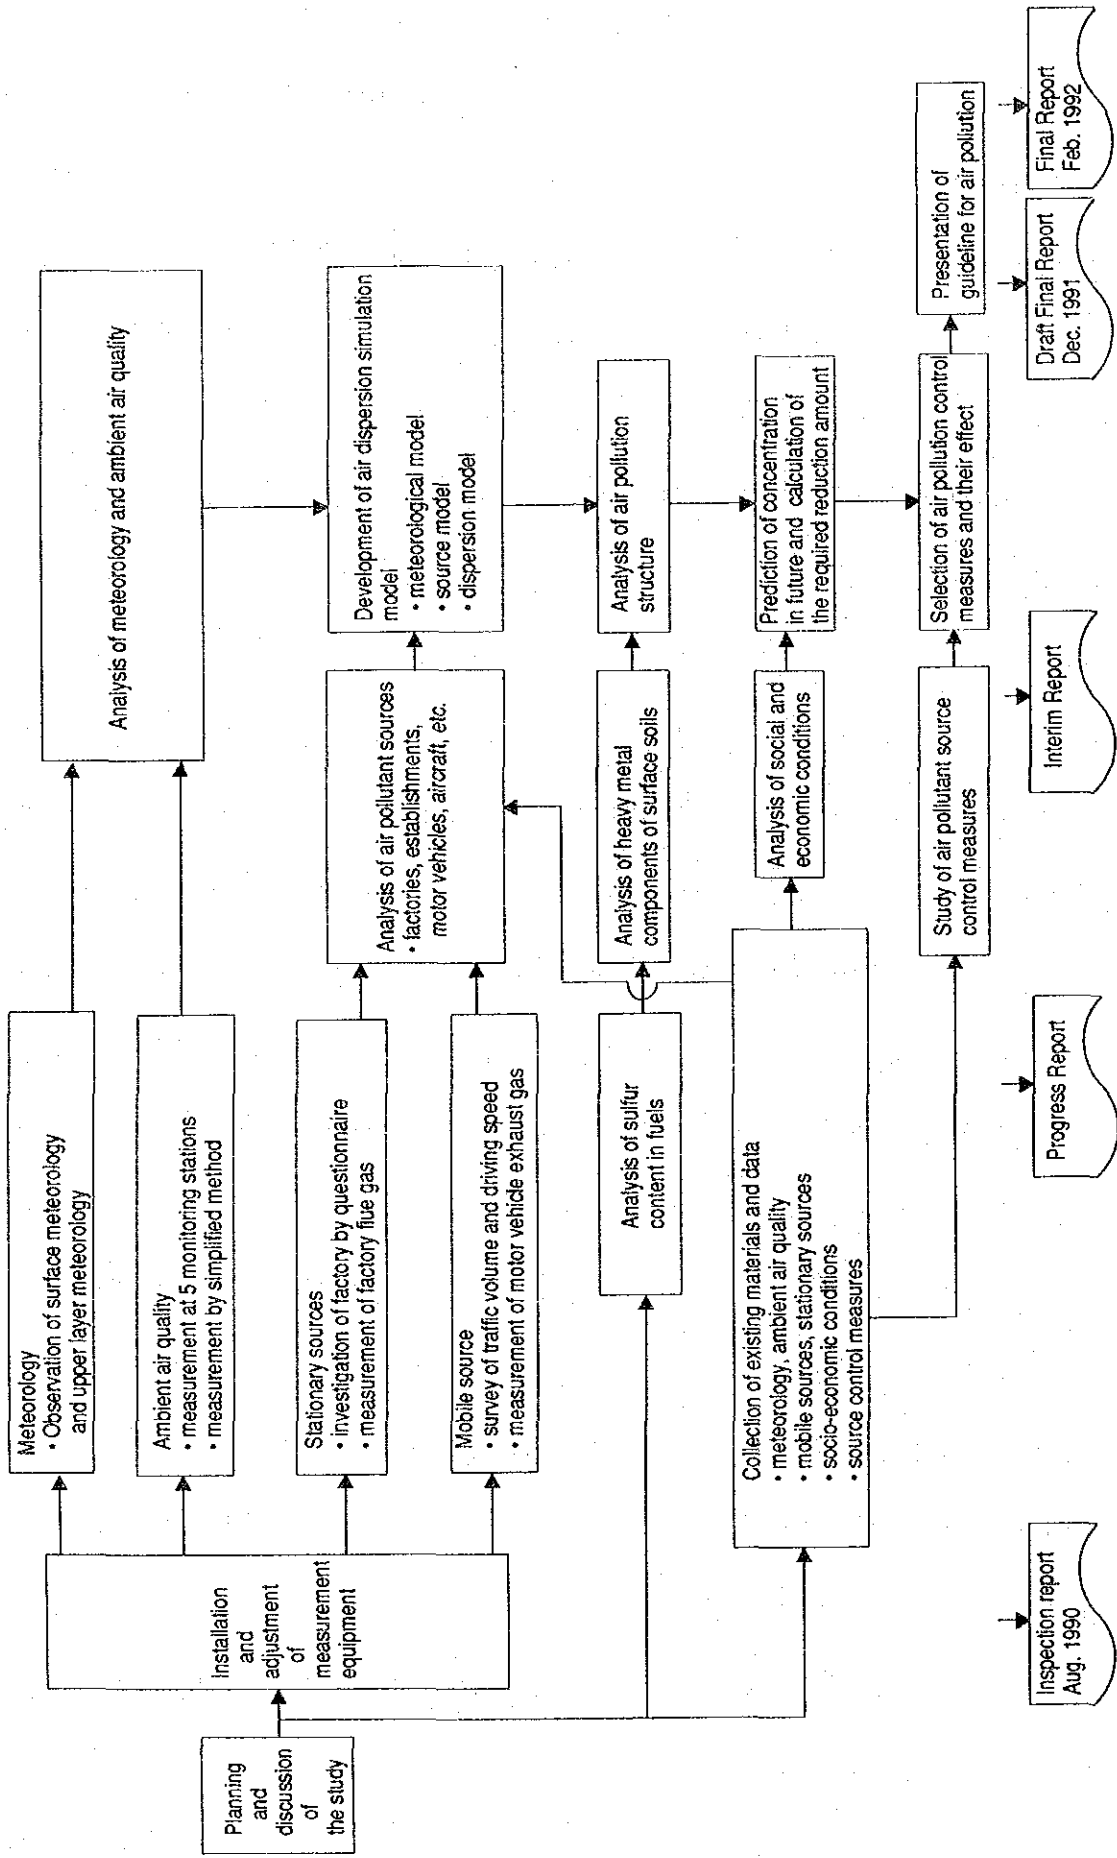 Planning
and
discussion
of
the study
Installation
and
adjustment
of
measurement
equipment
Meteorology
• Observation of surface meteorology
and upper layer meteorology
Ambient air quality
• measurement at 5 monitoring stations
• measurement by simplified method
Stationary sources
• investigation of factory by questionnaire
• measurement of factory flue gas
Mobile source
• survey of traffic volume and driving speed
• measurement of motor vehicle exhaust gas
Analysis of sulfur
content in fuels
Collection of existing materials and data
• meteorology, ambient air quality
• mobile sources, stationary sources
• socio-economic conditions
• source control measures
Analysis of meteorology and ambient air quality
Analysis of air pollutant sources
• factories, establishments,
motor vehicles, aircraft, etc.
Development of air dispersion simulation
model
• meteorological model
• source model
• dispersion model
Analysis of heavy metal
components of surface soils
Analysis of air pollution
structure
Analysis of social and
economic conditions
Prediction of concentration
in future and calculation of
the required reduction amount
Study of air pollutant source
control measures
Selection of air pollution control
measures and their effect
Presentation of
guideline for air pollution
Inspection report
Aug. 1990
Progress Report
Interim Report
Draft Final Report
Dec. 1991
Final Report
Feb. 1992